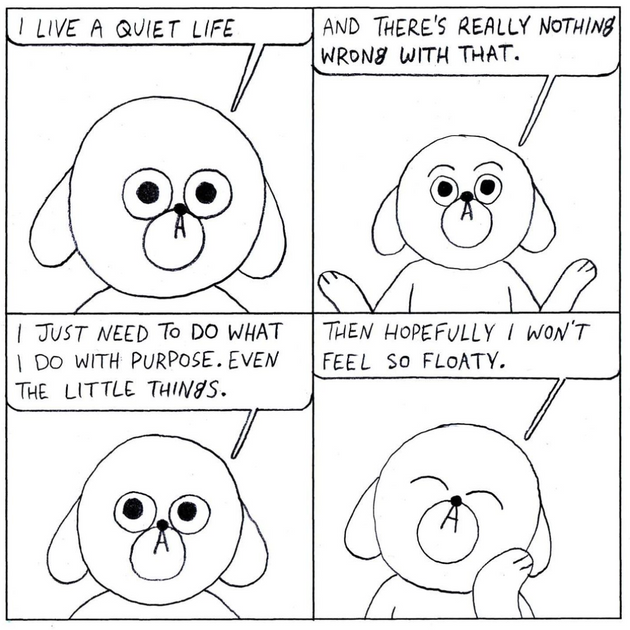 I LIVE A QUIET LIFE
AND THERE'S REALLY NOTHING
WRONG WITH THAT.
I JUST NEED TO DO WHAT
I DO WITH PURPOSE. EVEN
THE LITTLE THINGS.
THEN HOPEFULLY I WON'T
FEEL SO FLOATY.